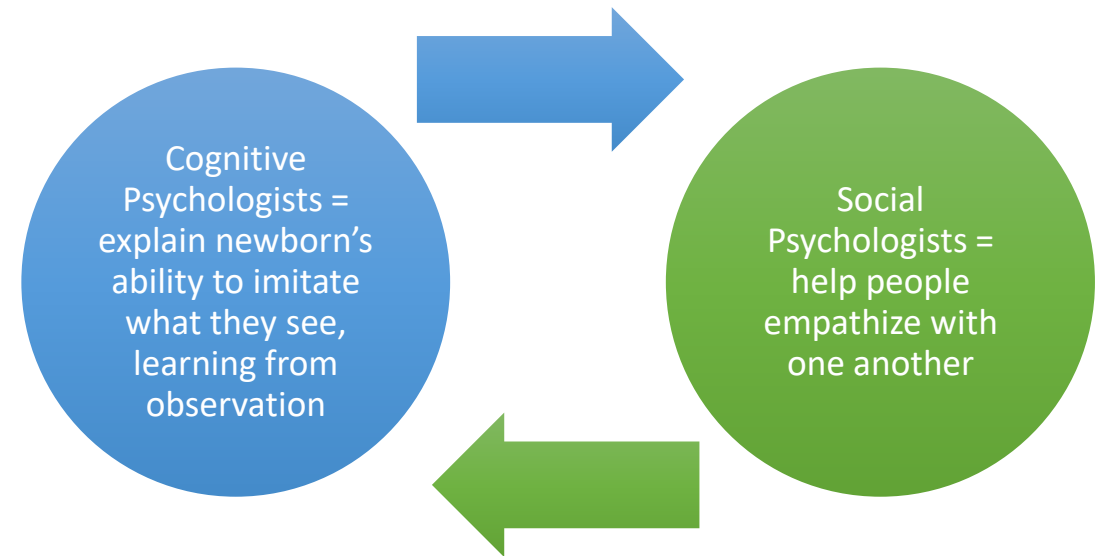 Cognitive
Psychologists =
explain newborn’s
ability to imitate
what they see,
learning from
observation
Social
Psychologists =
help people
empathize with
one another